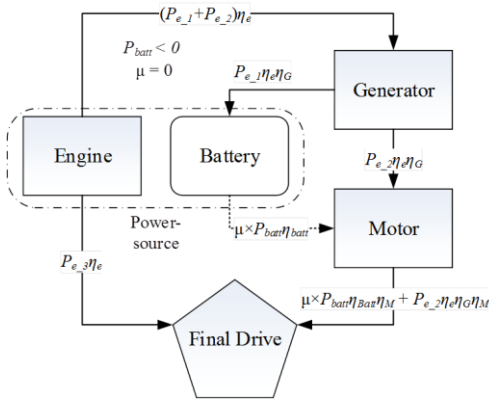 (P_{e_1}+P_{e_2})η_e
P_{batt} < 0
μ = 0
P_{e_1}η_eη_G
Generator
Engine
Battery
P_{e_2}η_eη_G
Power-
source
μ×P_{batt}η_{batt}
Motor
P_{e_3}η_e
μ×P_{batt}η_{Batt}η_M + P_{e_2}η_eη_Gη_M
Final Drive